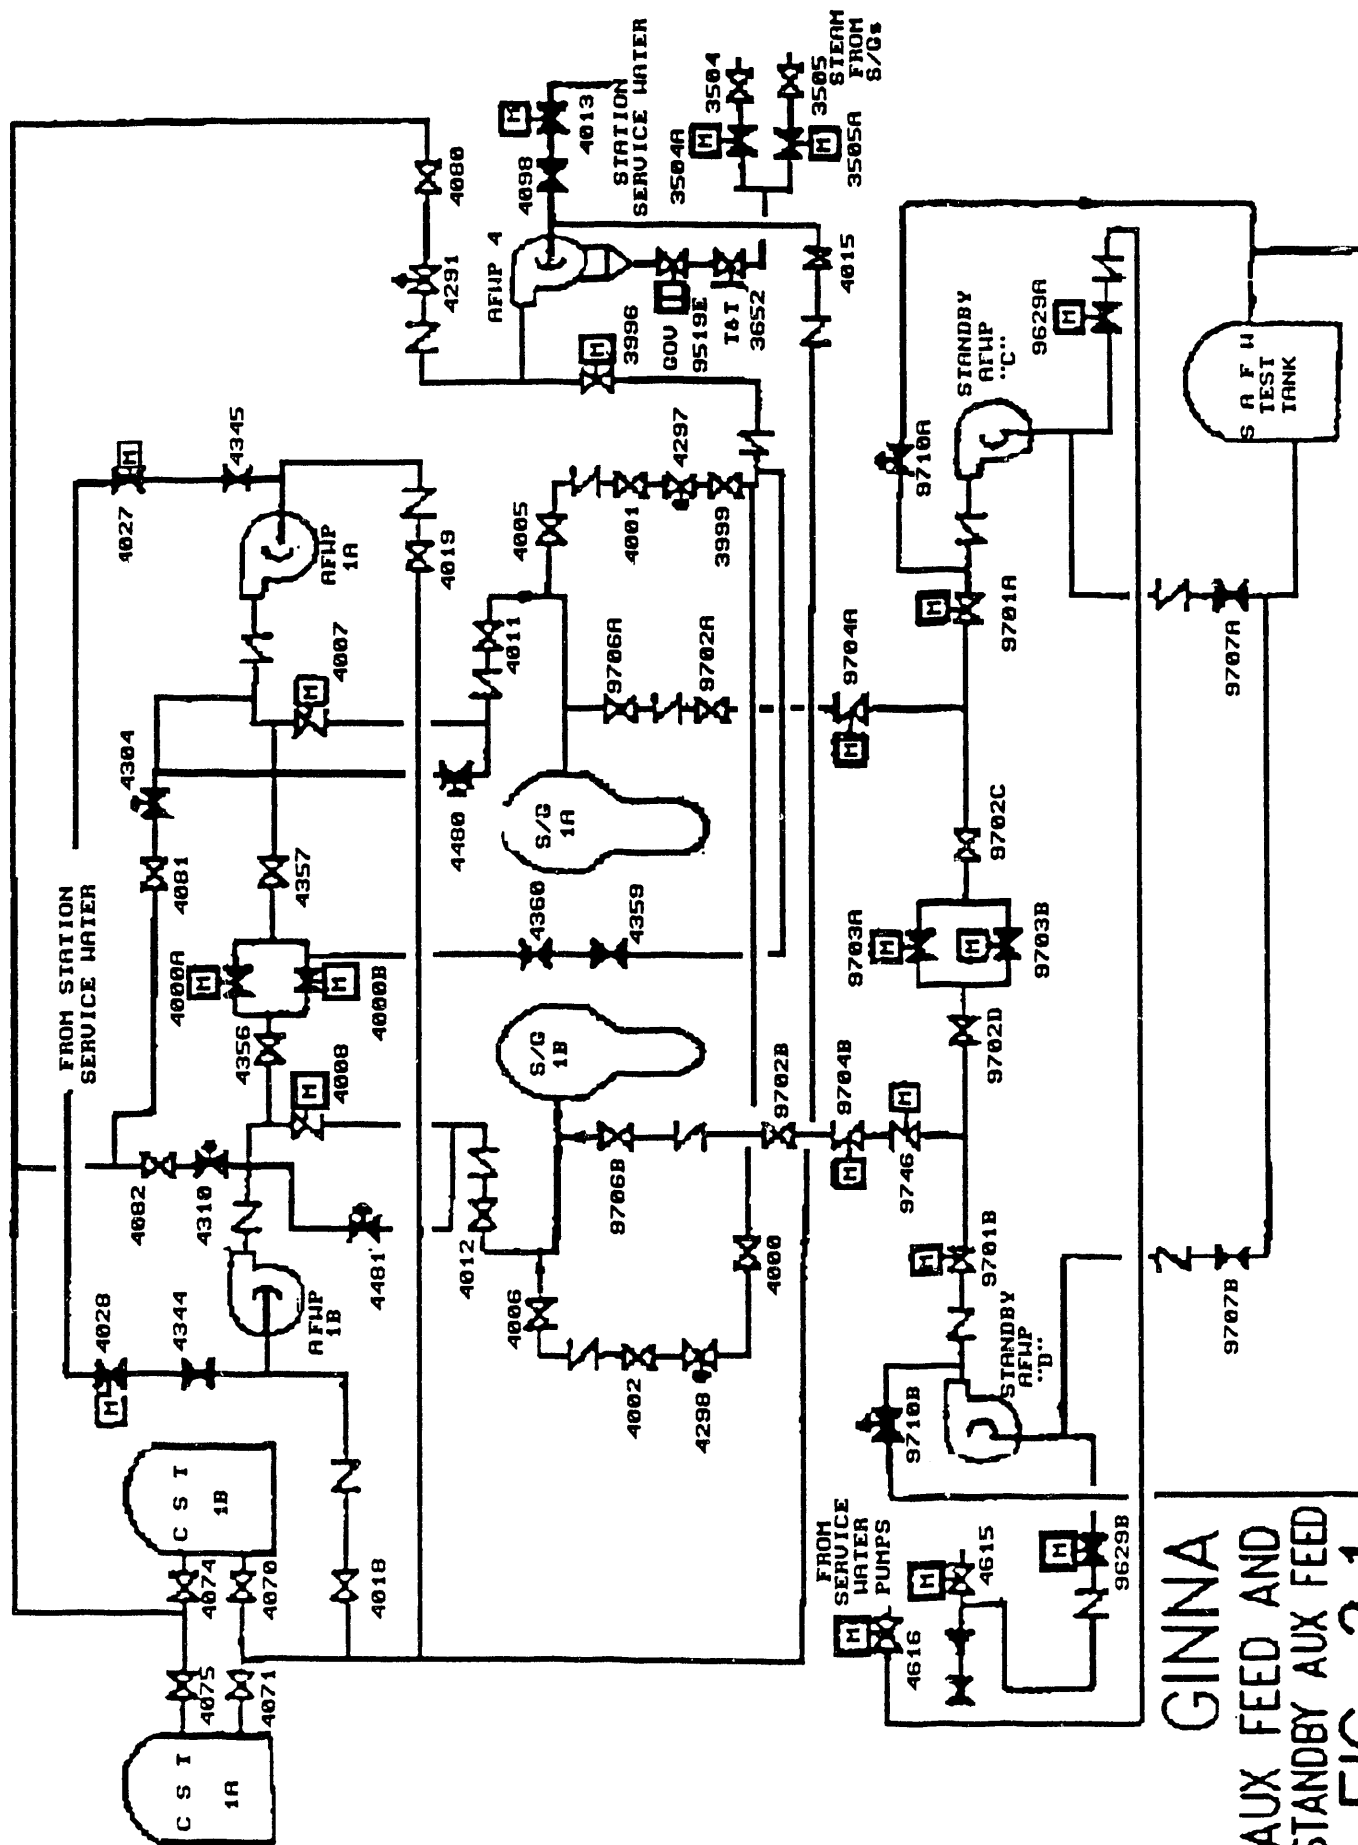 FROM STATION
SERVICE WATER
CST
1A
CST
1B
4075
4071
4074
4070
4018
M
4028
4344
AFWP
1B
4082
4310
4481
4008
M
4356
4000A
M
M
4000B
4357
4081
4304
4007
M
AFWP
1A
4027
M
4345
4019
4291
4080
AFWP 4
4098
M
4013
STATION
SERVICE WATER
3504A
M
3504
3505
M
3505A
STEAM
FROM
S/GS
M
3996
GOV
9519E
T&T
3652
4015
4297
3999
4001
4005
4011
4480
9706A
9702A
S/G
1A
4360
4359
S/G
1B
4012
4006
4002
4298
4000
9706B
9702B
9704B
M
9746
M
9704A
M
9701A
M
9702C
9703A
M
M
9703B
9702D
9701B
M
STANDBY
AFWP
"C"
9710A
9629A
M
STANDBY
AFWP
"D"
9710B
FROM
SERVICE
WATER
PUMPS
M
4616
M
4615
M
9629B
9707A
9707B
SAFW
TEST
TANK
GINNA
AUX FEED AND
STANDBY AUX FEED